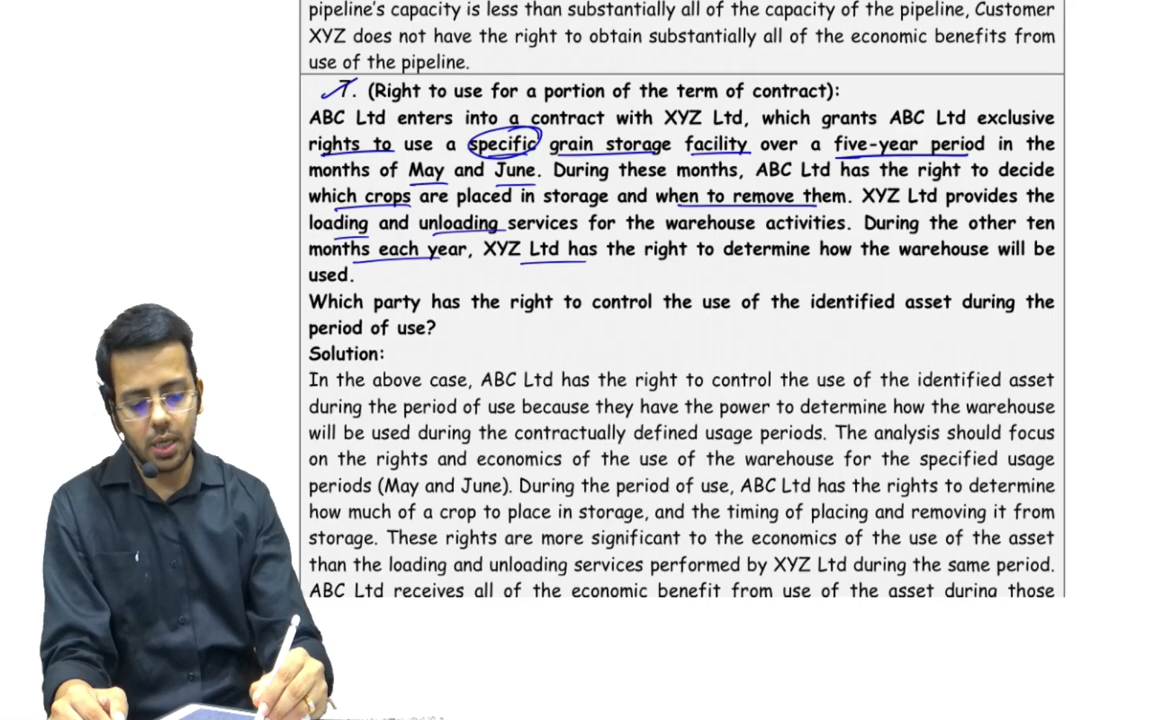 pipeline's capacity is less than substantially all of the capacity of the pipeline, Customer
XYZ does not have the right to obtain substantially all of the economic benefits from
use of the pipeline.
7. (Right to use for a portion of the term of contract):
ABC Ltd enters into a contract with XYZ Ltd, which grants ABC Ltd exclusive
rights to use a specific grain storage facility over a five-year period in the
months of May and June. During these months, ABC Ltd has the right to decide
which crops are placed in storage and when to remove them. XYZ Ltd provides the
loading and unloading services for the warehouse activities. During the other ten
months each year, XYZ Ltd has the right to determine how the warehouse will be
used.
Which party has the right to control the use of the identified asset during the
period of use?
Solution:
In the above case, ABC Ltd has the right to control the use of the identified asset
during the period of use because they have the power to determine how the warehouse
will be used during the contractually defined usage periods. The analysis should focus
on the rights and economics of the use of the warehouse for the specified usage
periods (May and June). During the period of use, ABC Ltd has the rights to determine
how much of a crop to place in storage, and the timing of placing and removing it from
storage. These rights are more significant to the economics of the use of the asset
than the loading and unloading services performed by XYZ Ltd during the same period.
ABC Ltd receives all of the economic benefit from use of the asset during those